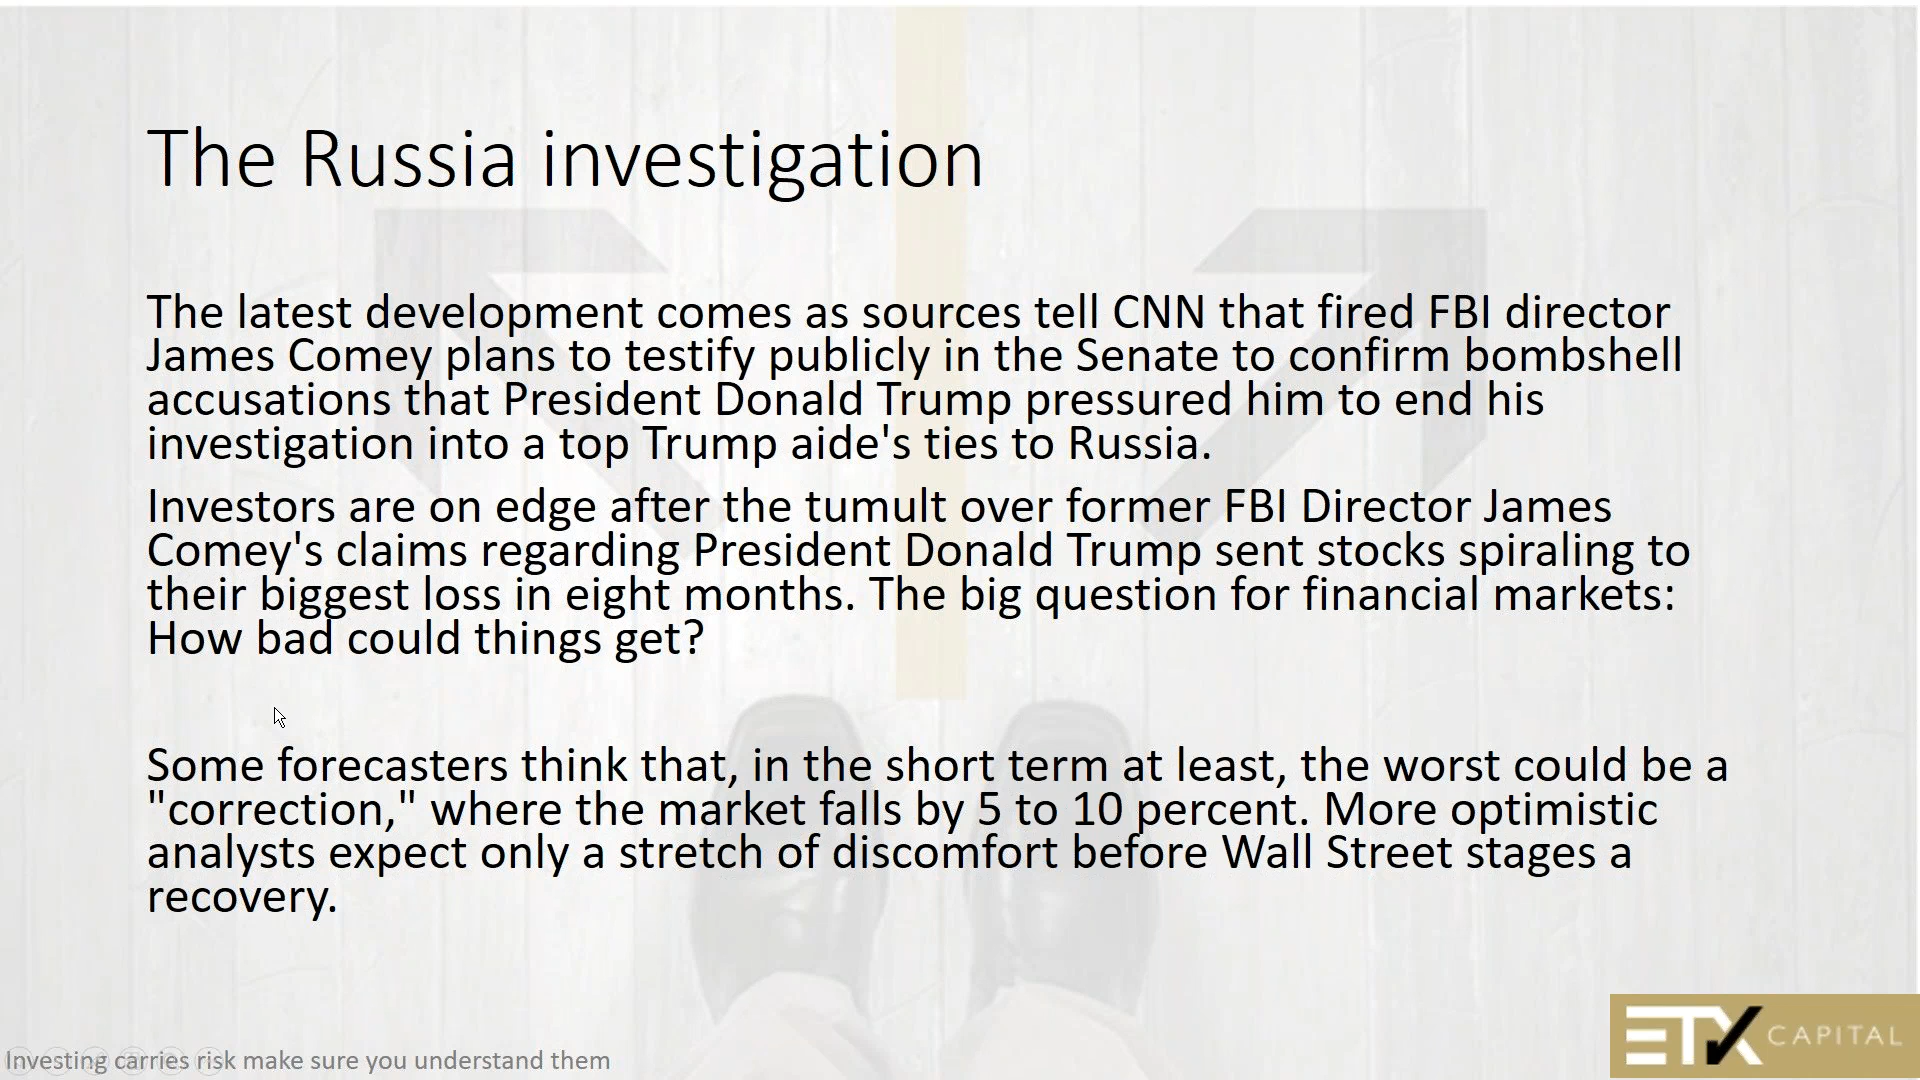 The Russia investigation
The latest development comes as sources tell CNN that fired FBI director
James Comey plans to testify publicly in the Senate to confirm bombshell
accusations that President Donald Trump pressured him to end his
investigation into a top Trump aide's ties to Russia.
Investors are on edge after the tumult over former FBI Director James
Comey's claims regarding President Donald Trump sent stocks spiraling to
their biggest loss in eight months. The big question for financial markets:
How bad could things get?
Some forecasters think that, in the short term at least, the worst could be a
"correction," where the market falls by 5 to 10 percent. More optimistic
analysts expect only a stretch of discomfort before Wall Street stages a
recovery.
ETX CAPITAL
Investing carries risk make sure you understand them